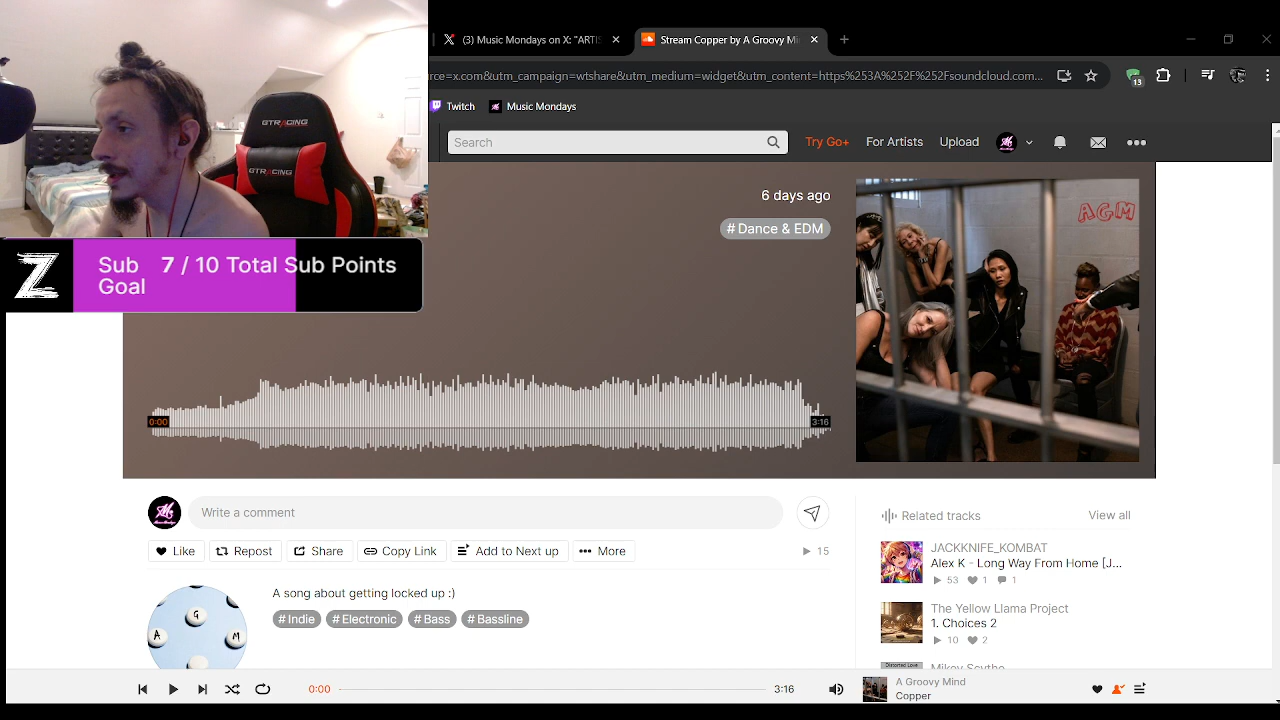 (3) Music Mondays on X: "ARTIS
Stream Copper by A Groovy Mi
rce=x.com&utm_campaign=wtshare&utm_medium=widget&utm_content=https%253A%252F%252Fsoundcloud.com...
13
Twitch
Music Mondays
Search
Try Go+
For Artists
Upload
GTRACING
GTRACING
6 days ago
# Dance & EDM
AGM
Sub Goal
7 / 10 Total Sub Points
0:00
3:16
Write a comment
Like
Repost
Share
Copy Link
Add to Next up
More
15
Related tracks
View all
JACKKNIFE_KOMBAT
Alex K - Long Way From Home [J...
53
1
1
A song about getting locked up :)
# Indie
# Electronic
# Bass
# Bassline
A
G
M
The Yellow Llama Project
1. Choices 2
10
2
Mikey Scythe
0:00
3:16
A Groovy Mind
Copper